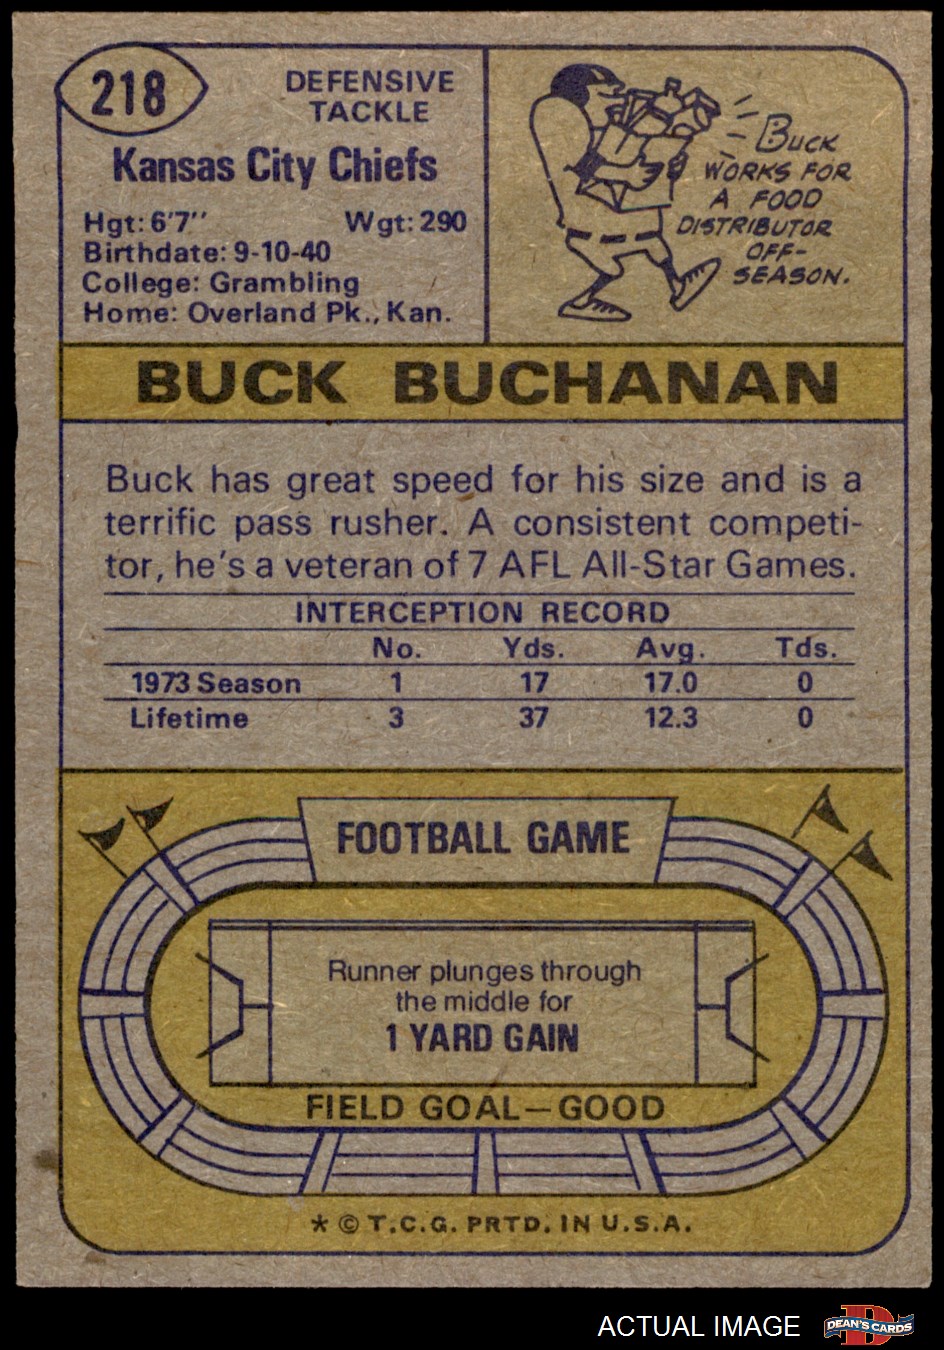 218
DEFENSIVE
TACKLE
Kansas City Chiefs
Hgt: 6'7" Wgt: 290
Birthdate: 9-10-40
College: Grambling
Home: Overland Pk., Kan.
BUCK
WORKS FOR
A FOOD
DISTRIBUTOR
OFF-
SEASON.
BUCK BUCHANAN
Buck has great speed for his size and is a
terrific pass rusher. A consistent competi-
tor, he's a veteran of 7 AFL All-Star Games.
INTERCEPTION RECORD
No. Yds. Avg. Tds.
1973 Season 1 17 17.0 0
Lifetime 3 37 12.3 0
FOOTBALL GAME
Runner plunges through
the middle for
1 YARD GAIN
FIELD GOAL—GOOD
* © T.C.G. PRTD. IN U.S.A.
ACTUAL IMAGE
DEAN'S CARDS